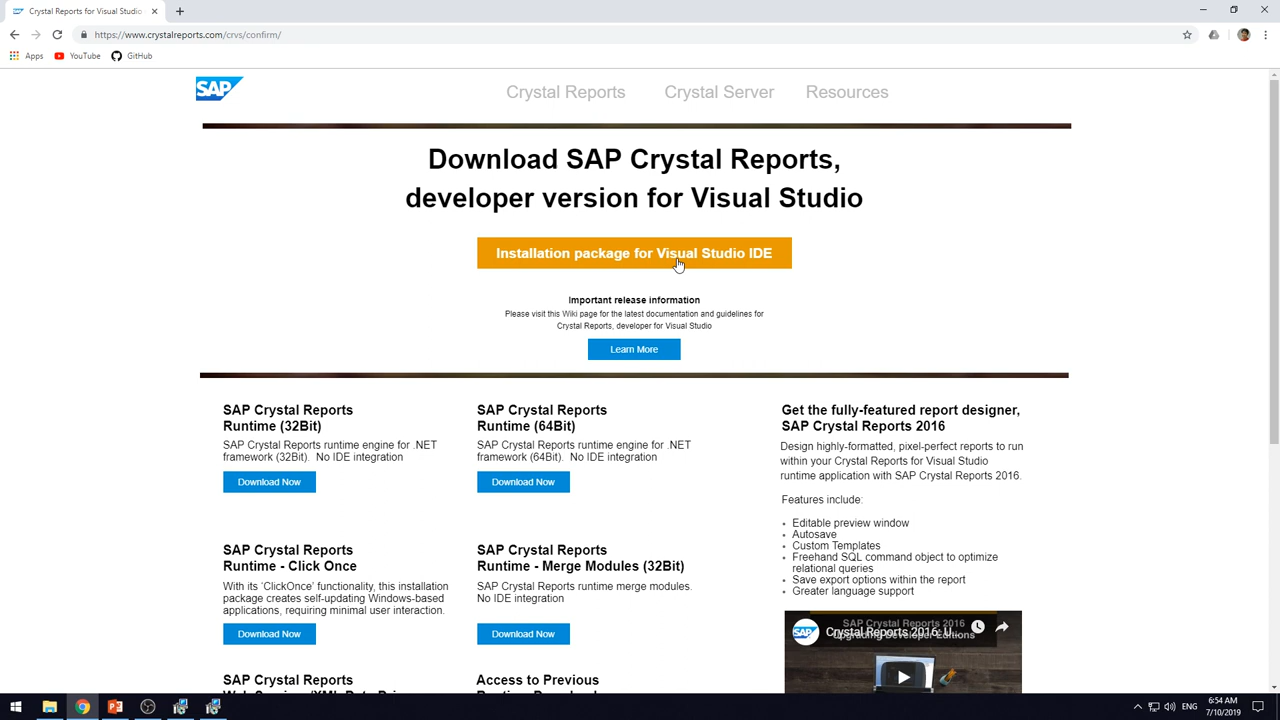 Crystal Reports for Visual Studio
https://www.crystalreports.com/crvs/confirm/
Apps
YouTube
GitHub
SAP
Crystal Reports
Crystal Server
Resources
Download SAP Crystal Reports,
developer version for Visual Studio
Installation package for Visual Studio IDE
Important release information
Please visit this Wiki page for the latest documentation and guidelines for
Crystal Reports, developer for Visual Studio
Learn More
SAP Crystal Reports
Runtime (32Bit)
SAP Crystal Reports runtime engine for .NET
framework (32Bit). No IDE integration
Download Now
SAP Crystal Reports
Runtime (64Bit)
SAP Crystal Reports runtime engine for .NET
framework (64Bit). No IDE integration
Download Now
Get the fully-featured report designer,
SAP Crystal Reports 2016
Design highly-formatted, pixel-perfect reports to run
within your Crystal Reports for Visual Studio
runtime application with SAP Crystal Reports 2016.
Features include:
Editable preview window
Autosave
Custom Templates
Freehand SQL command object to optimize
relational queries
Save export options within the report
Greater language support
SAP Crystal Reports
Runtime - Click Once
With its 'ClickOnce' functionality, this installation
package creates self-updating Windows-based
applications, requiring minimal user interaction.
Download Now
SAP Crystal Reports
Runtime - Merge Modules (32Bit)
SAP Crystal Reports runtime merge modules.
No IDE integration
Download Now
SAP Crystal Reports 2016
SAP
Crystal Reports 2016: U...
Upgrading Developer Editions
SAP Crystal Reports
Access to Previous
ENG
6:54 AM
7/10/2019